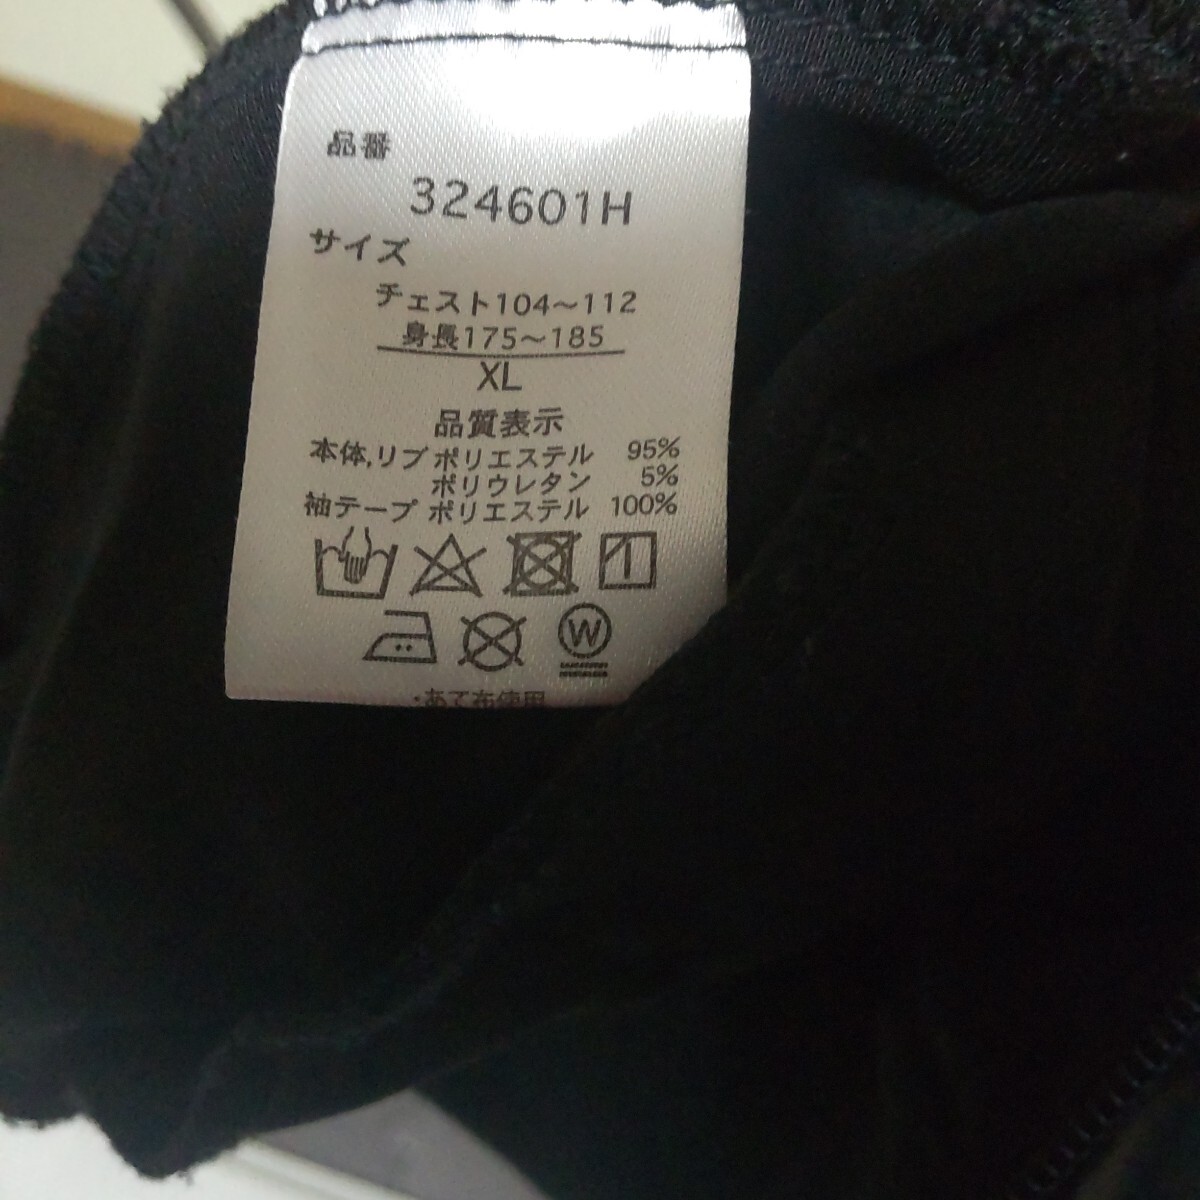 品番
324601H
サイズ
チェスト104～112
身長175～185
XL
品質表示
本体,リブ ポリエステル 95%
ポリウレタン 5%
袖テープ ポリエステル 100%
W
・あて布使用